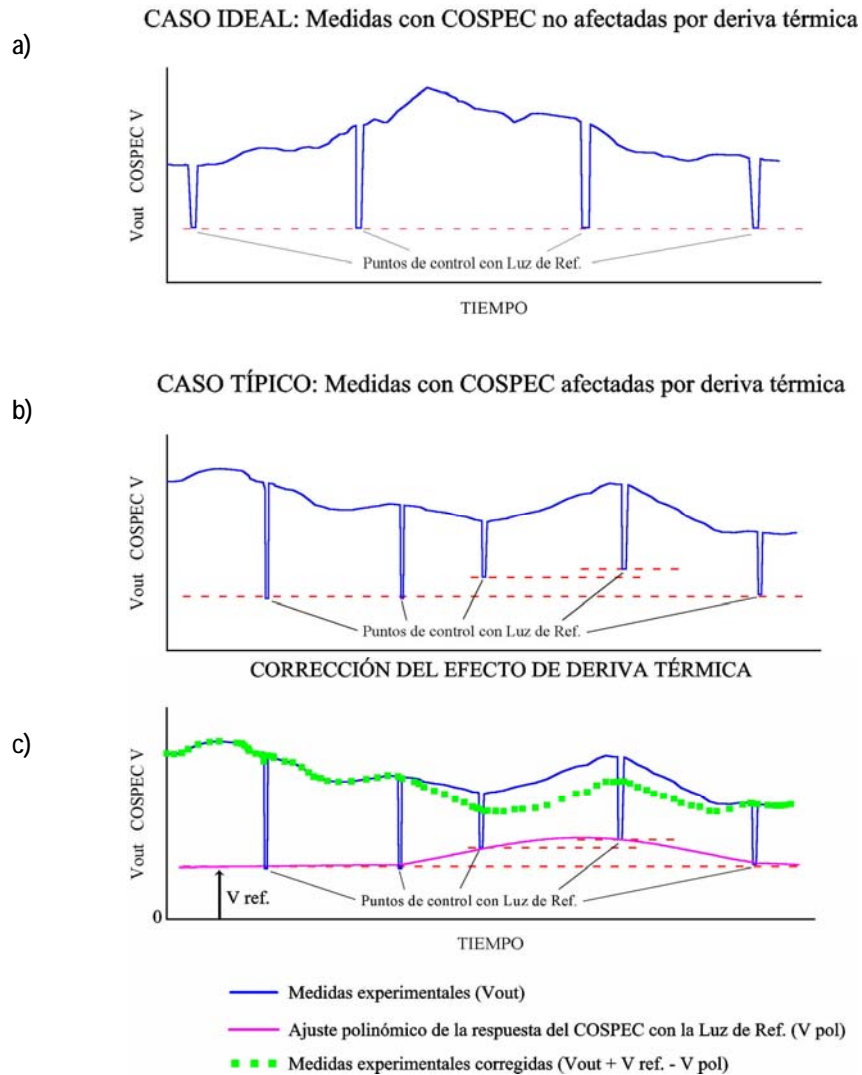 CASO IDEAL: Medidas con COSPEC no afectadas por deriva térmica
a)
Vout COSPEC V
Puntos de control con Luz de Ref.
TIEMPO
CASO TÍPICO: Medidas con COSPEC afectadas por deriva térmica
b)
Vout COSPEC V
Puntos de control con Luz de Ref.
CORRECCIÓN DEL EFECTO DE DERIVA TÉRMICA
c)
Vout COSPEC V
V ref.
Puntos de control con Luz de Ref.
0
TIEMPO
Medidas experimentales (Vout)
Ajuste polinómico de la respuesta del COSPEC con la Luz de Ref. (V pol)
Medidas experimentales corregidas (Vout + V ref. - V pol)